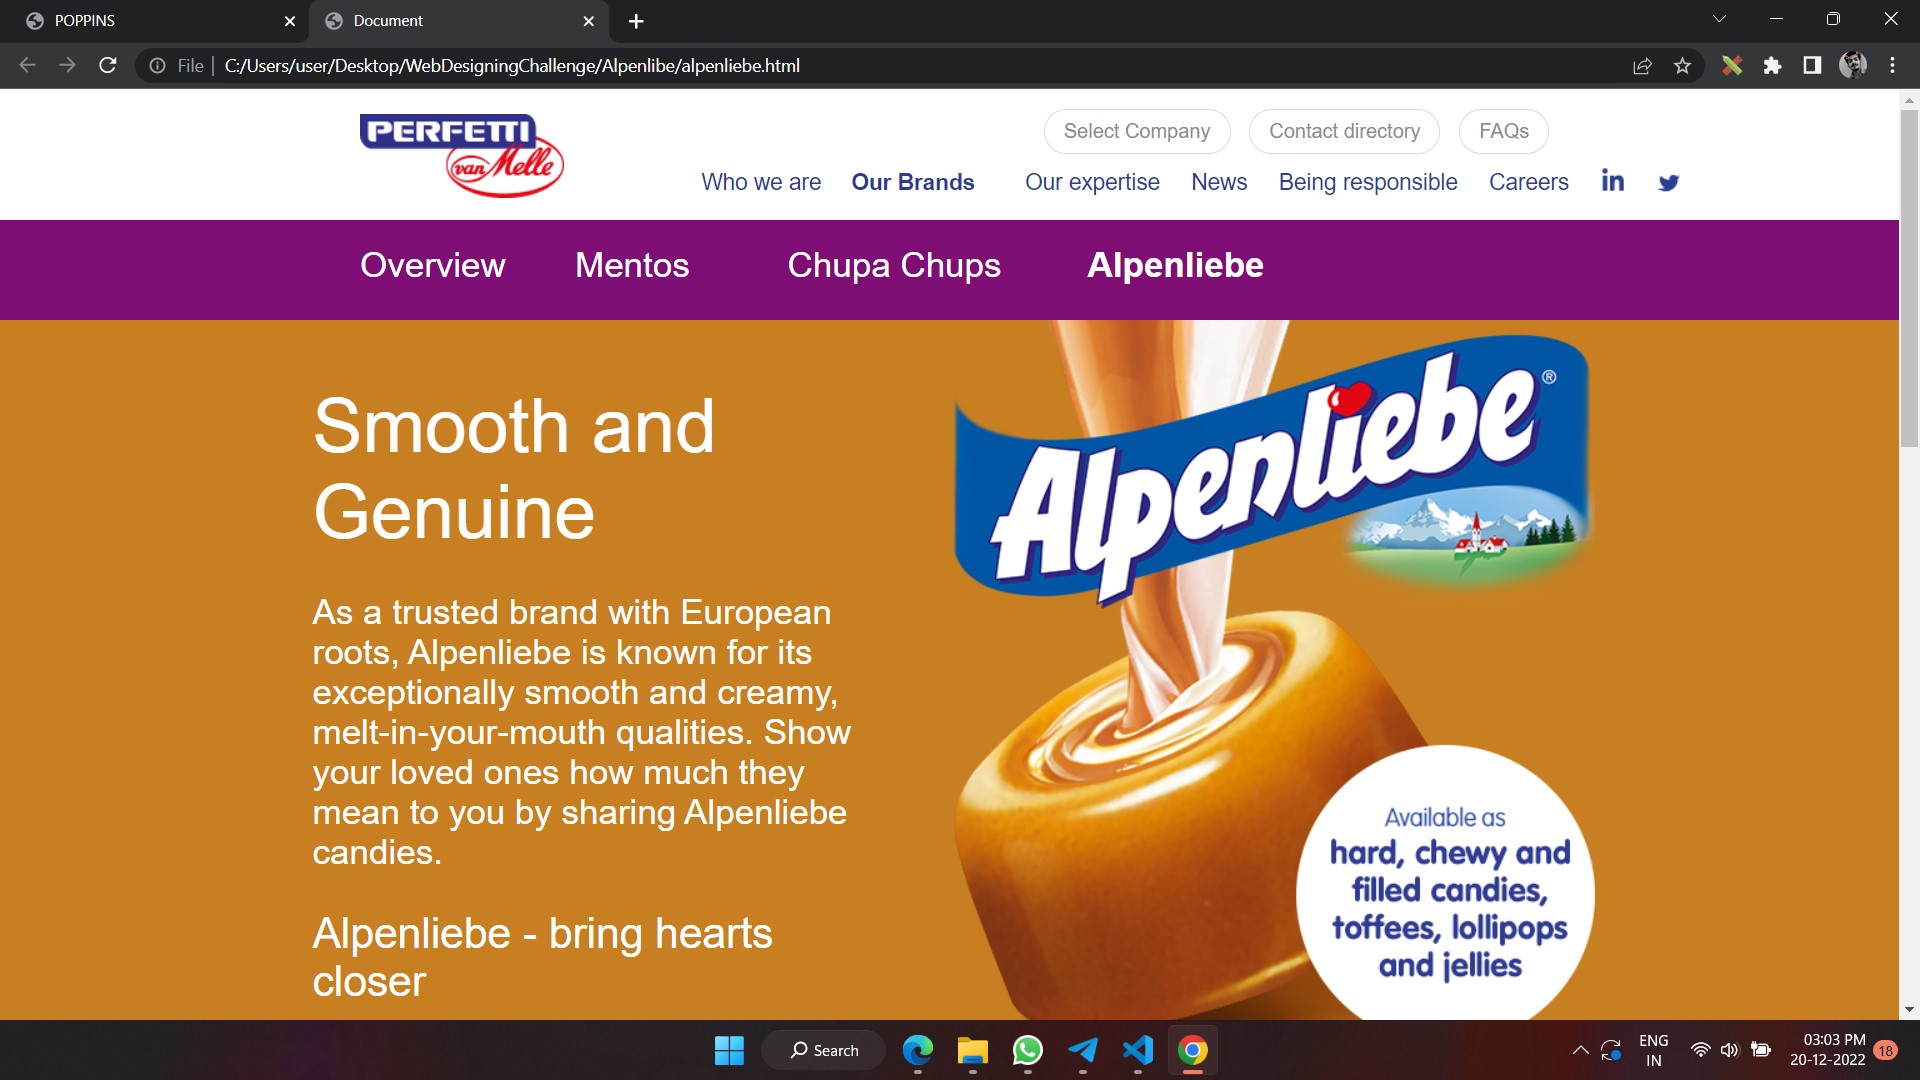 POPPINS
Document
File
C:/Users/user/Desktop/WebDesigningChallenge/Alpenlibe/alpenliebe.html
PERFETTI
van Melle
Select Company
Contact directory
FAQs
Who we are
Our Brands
Our expertise
News
Being responsible
Careers
in
Overview
Mentos
Chupa Chups
Alpenliebe
Smooth and
Genuine
As a trusted brand with European
roots, Alpenliebe is known for its
exceptionally smooth and creamy,
melt-in-your-mouth qualities. Show
your loved ones how much they
mean to you by sharing Alpenliebe
candies.
Alpenliebe - bring hearts
closer
Alpenliebe®
Available as
hard, chewy and
filled candies,
toffees, lollipops
and jellies
Search
ENG
IN
03:03 PM
20-12-2022
18